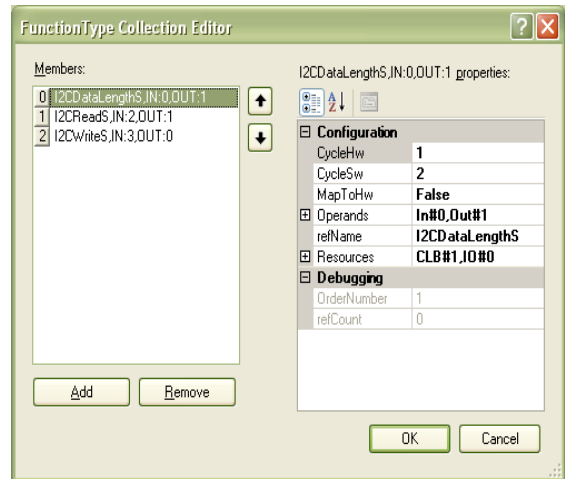 FunctionType Collection Editor
Members:
0 I2CDataLengthS,IN:0,OUT:1
1 I2CReadS,IN:2,OUT:1
2 I2CWriteS,IN:3,OUT:0
Add Remove
I2CDataLengthS,IN:0,OUT:1 properties:
Configuration
CycleHw 1
CycleSw 2
MapToHw False
Operands In#0,Out#1
refName I2CDataLengthS
Resources CLB#1,IO#0
Debugging
OrderNumber 1
refCount 0
OK Cancel